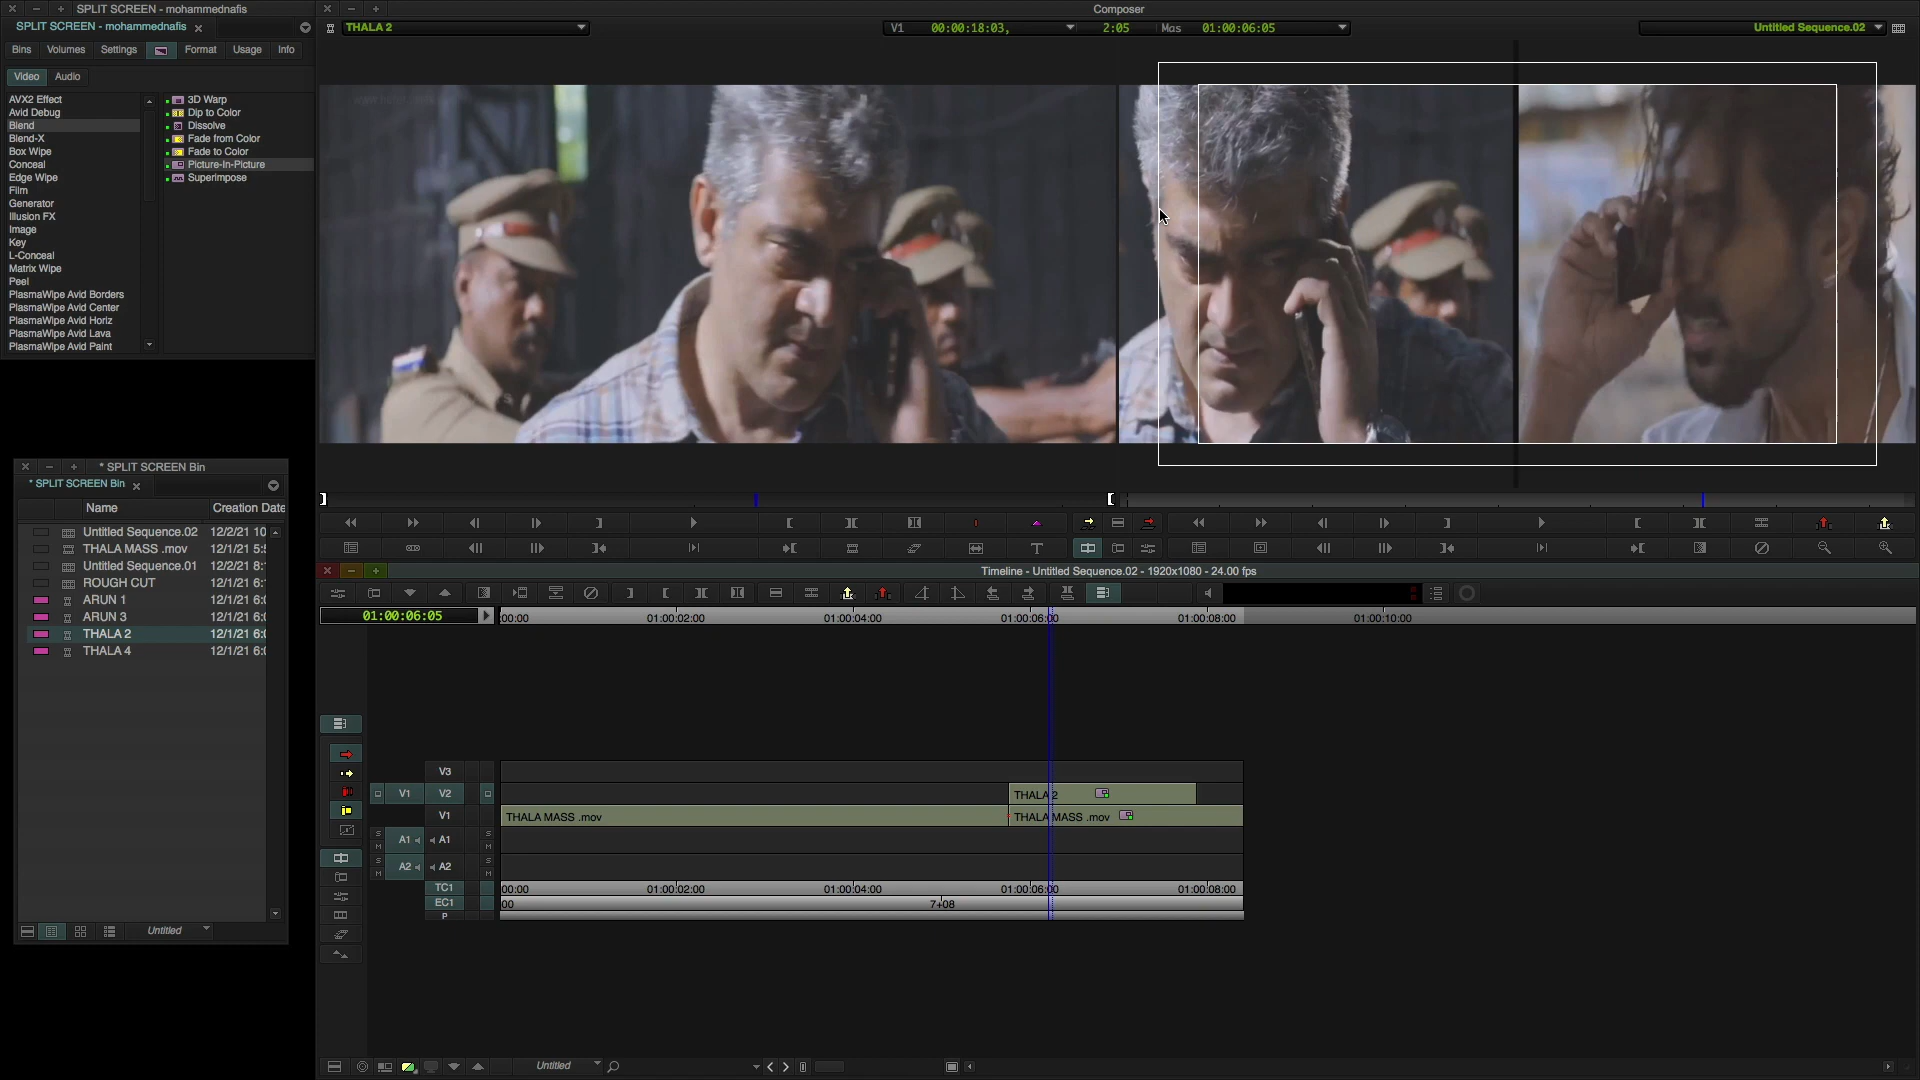 SPLIT SCREEN - mohammednafis
SPLIT SCREEN - mohammednafis
Bins Volumes Settings Format Usage Info
Video Audio
AVX2 Effect
Avid Debug
Blend
Blend-X
Box Wipe
Conceal
Edge Wipe
Film
Generator
Illusion FX
Image
Key
L-Conceal
Matrix Wipe
Peel
PlasmaWipe Avid Borders
PlasmaWipe Avid Center
PlasmaWipe Avid Horiz
PlasmaWipe Avid Lava
PlasmaWipe Avid Paint
3D Warp
Dip to Color
Dissolve
Fade from Color
Fade to Color
Picture-In-Picture
Superimpose
Composer
THALA 2 V1 00:00:18:03, 2:05 Mas 01:00:06:05 Untitled Sequence.02
* SPLIT SCREEN Bin
* SPLIT SCREEN Bin
Name Creation Date
Untitled Sequence.02 12/2/21 10
THALA MASS .mov 12/1/21 5:5
Untitled Sequence.01 12/2/21 8:
ROUGH CUT 12/1/21 6:
ARUN 1 12/1/21 6:0
ARUN 3 12/1/21 6:0
THALA 2 12/1/21 6:0
THALA 4 12/1/21 6:0
Untitled
Timeline - Untitled Sequence.02 - 1920x1080 - 24.00 fps
01:00:06:05 :00:00 01:00:02:00 01:00:04:00 01:00:06:00 01:00:08:00 01:00:10:00
V3
V1 V2 THALA 2
V1 THALA MASS .mov THALA MASS .mov
S M A1 A1 S M
S M A2 A2 S M
TC1 00:00 01:00:02:00 01:00:04:00 01:00:06:00 01:00:08:00
EC1 00 7+08
P
Untitled